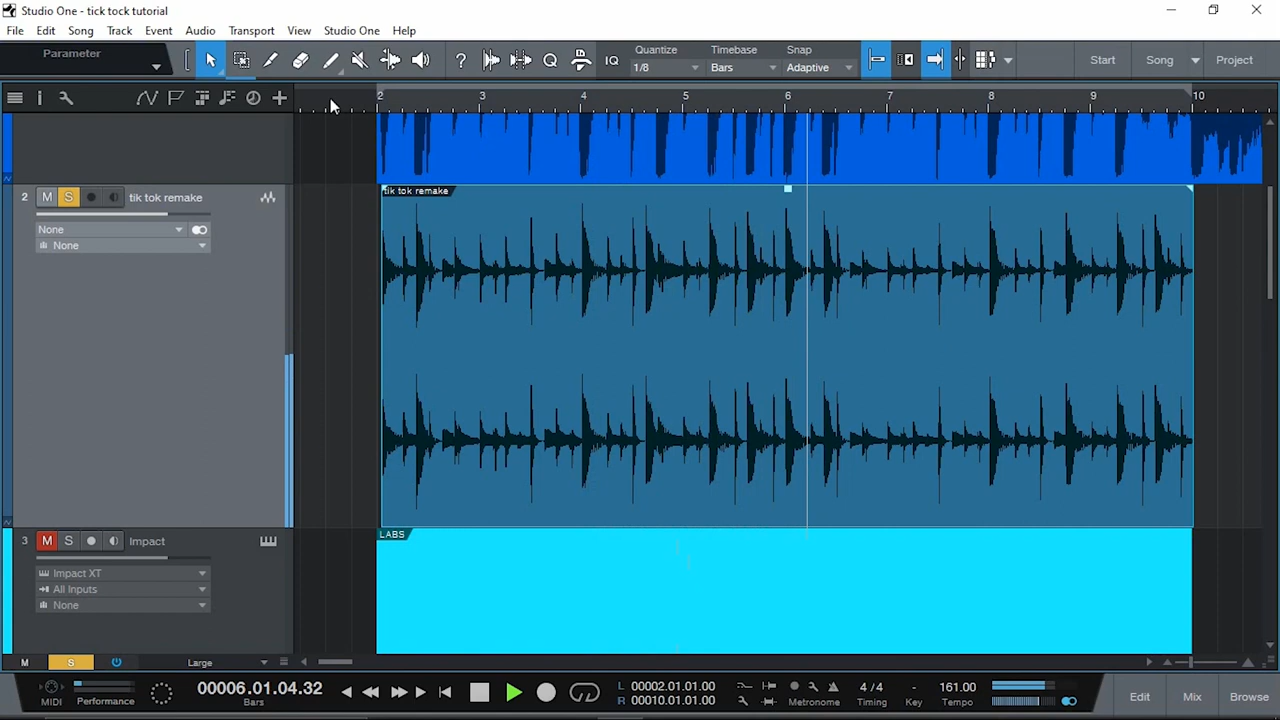 Studio One - tick tock tutorial
File Edit Song Track Event Audio Transport View Studio One Help
Parameter
IQ
Quantize Timebase Snap
1/8 Bars Adaptive
Start Song Project
2 3 4 5 6 7 8 9 10
2 M S tik tok remake
None
None
tik tok remake
3 M S Impact
Impact XT
All Inputs
None
LABS
M S Large
MIDI Performance
00006.01.04.32
Bars
L 00002.01.01.00
R 00010.01.01.00
Metronome
4 / 4
Timing
-
Key
161.00
Tempo
Edit Mix Browse